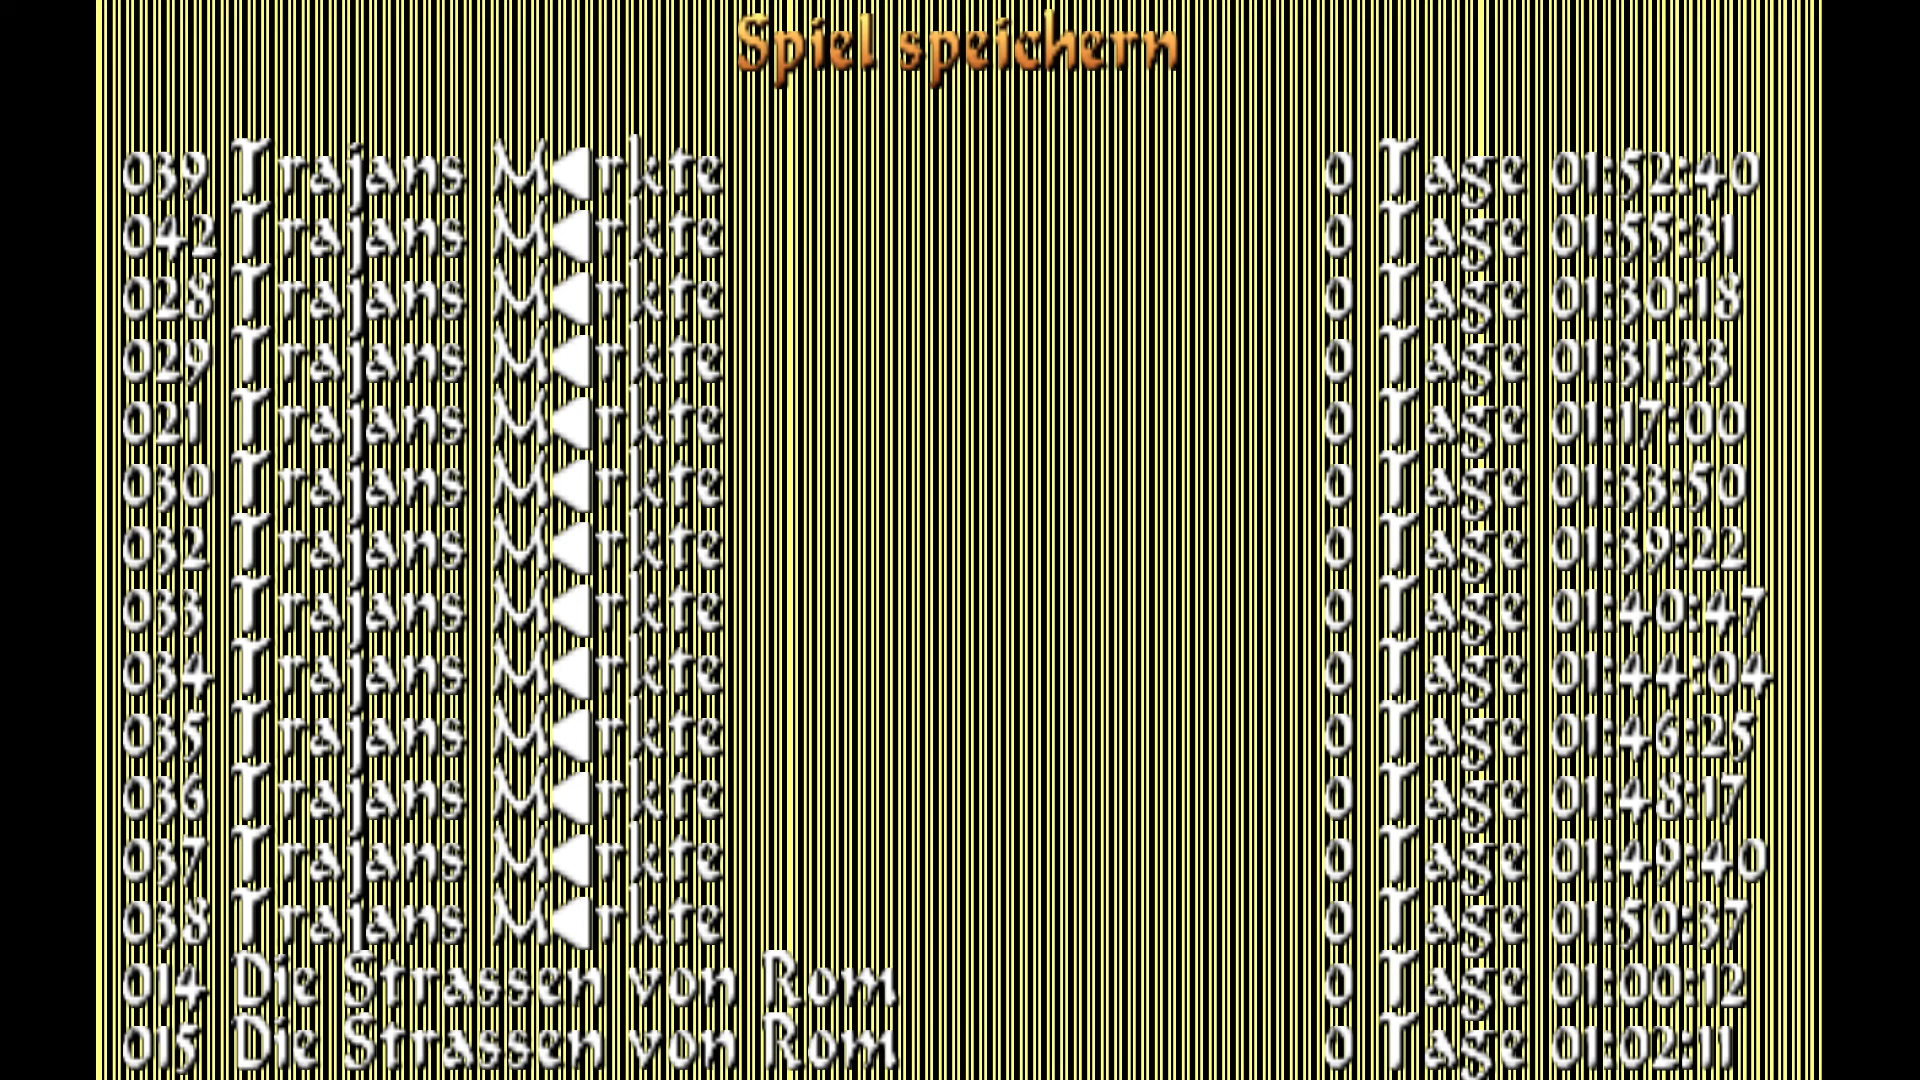 Spiel speichern
039 Trajans M◀rkte 0 Tage 01:52:40
042 Trajans M◀rkte 0 Tage 01:55:31
028 Trajans M◀rkte 0 Tage 01:30:18
029 Trajans M◀rkte 0 Tage 01:31:33
021 Trajans M◀rkte 0 Tage 01:17:00
030 Trajans M◀rkte 0 Tage 01:33:50
032 Trajans M◀rkte 0 Tage 01:39:22
033 Trajans M◀rkte 0 Tage 01:40:47
034 Trajans M◀rkte 0 Tage 01:44:04
035 Trajans M◀rkte 0 Tage 01:46:25
036 Trajans M◀rkte 0 Tage 01:48:17
037 Trajans M◀rkte 0 Tage 01:49:40
038 Trajans M◀rkte 0 Tage 01:50:37
014 Die Strassen von Rom 0 Tage 01:00:12
015 Die Strassen von Rom 0 Tage 01:02:11